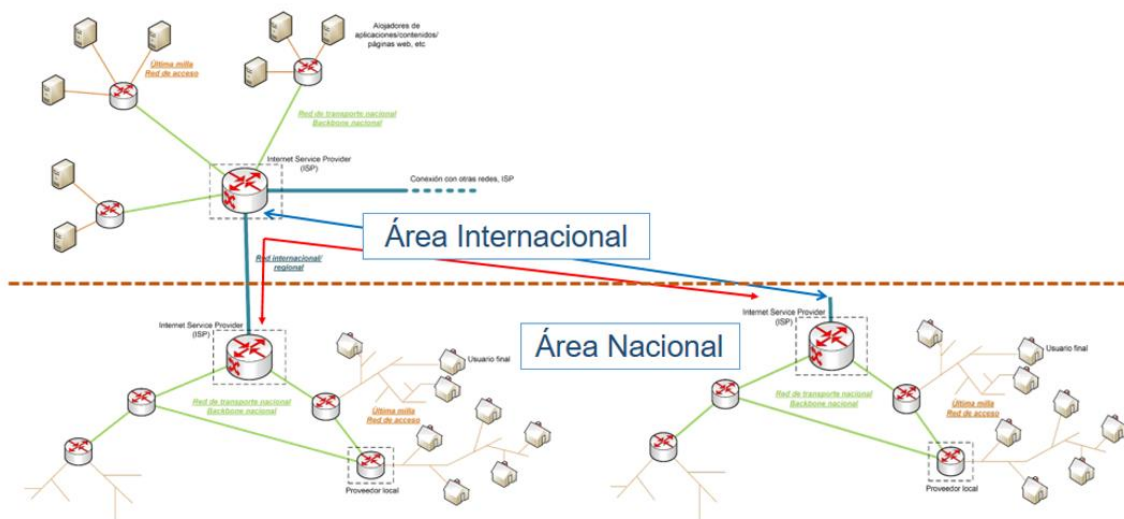 Alojadores de
aplicaciones/contenidos/
páginas web, etc
Última milla
Red de acceso
Red de transporte nacional
Backbone nacional
Internet Service Provider
(ISP)
Conexión con otras redes, ISP
Área Internacional
Red internacional/
regional
Internet Service Provider
(ISP)
Área Nacional
Internet Service Provider
(ISP)
Usuario final
Red de transporte nacional
Backbone nacional
Última milla
Red de acceso
Proveedor local
Usuario final
Red de transporte nacional
Backbone nacional
Última milla
Red de acceso
Proveedor local